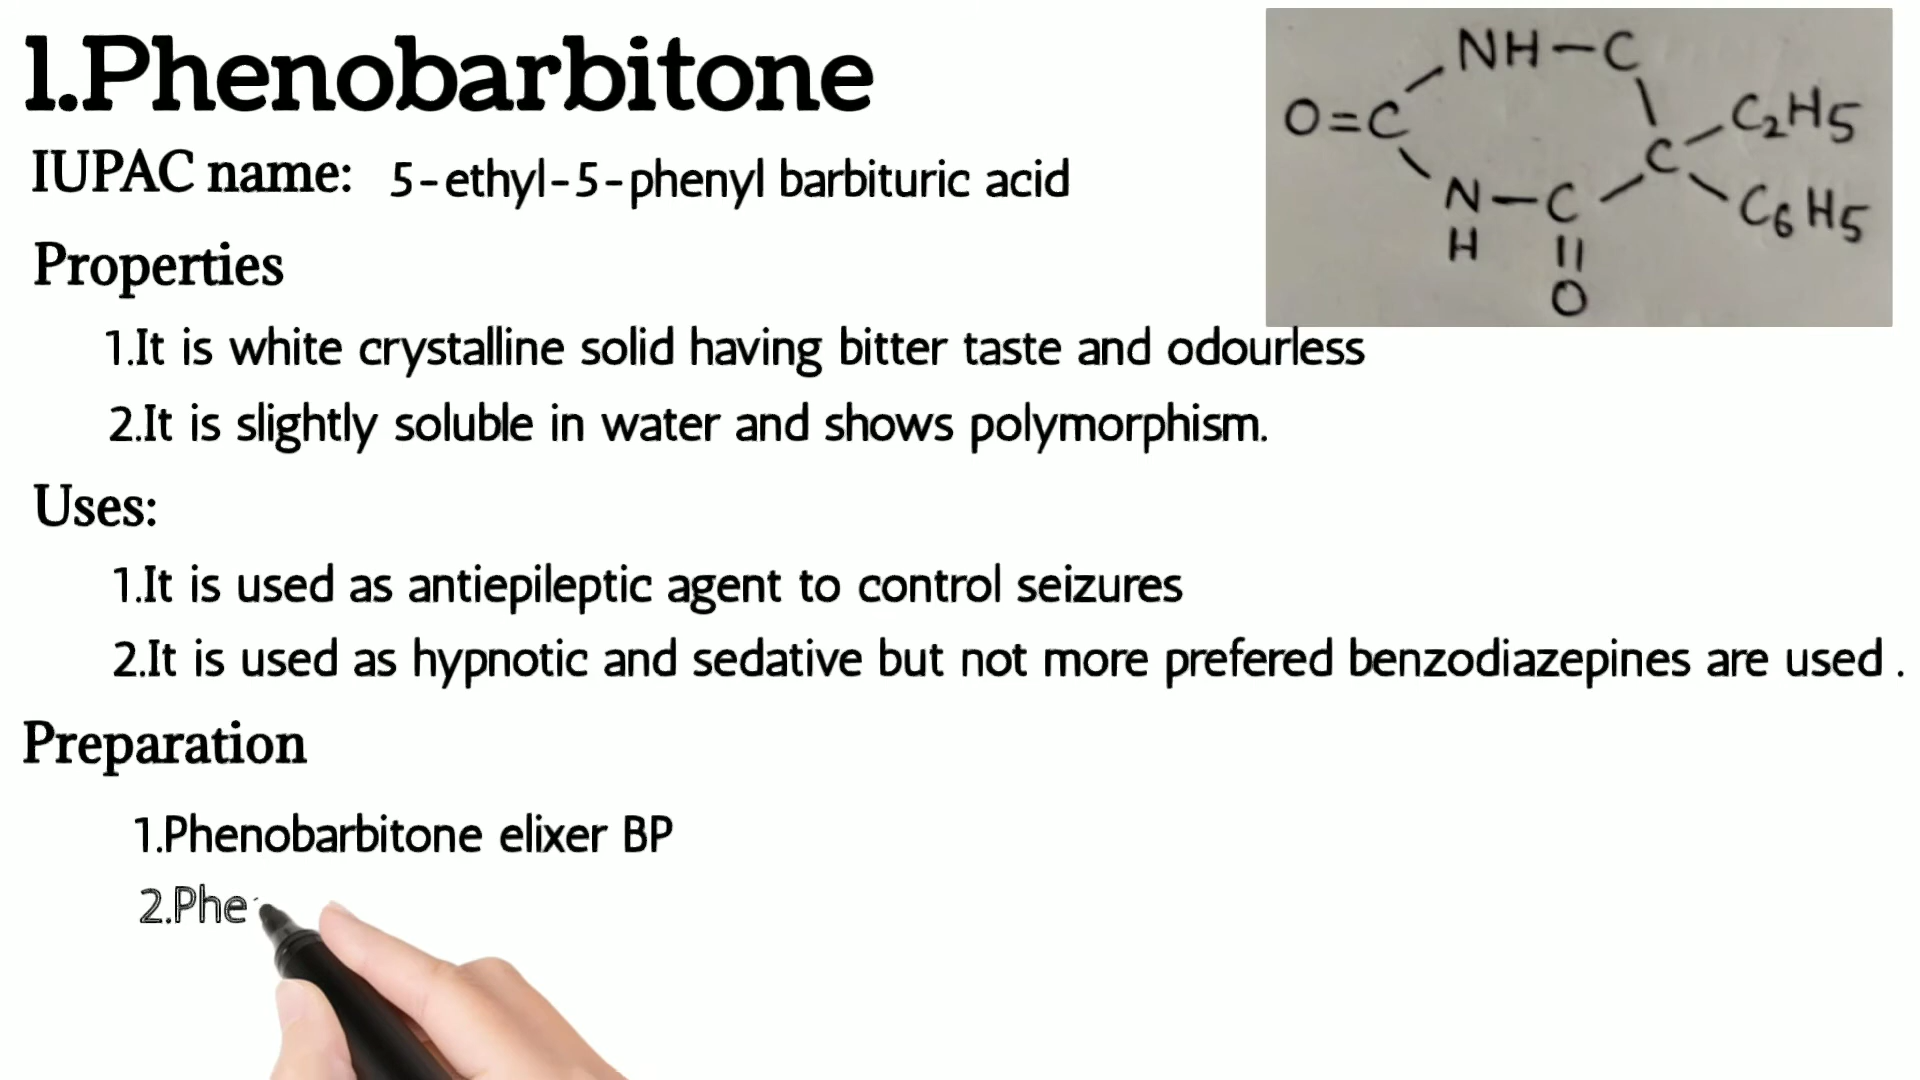 1.Phenobarbitone
IUPAC name: 5-ethyl-5-phenyl barbituric acid
NH-C
O=C
C2H5
C
N-C
C6H5
H
O
Properties
1.It is white crystalline solid having bitter taste and odourless
2.It is slightly soluble in water and shows polymorphism.
Uses:
1.It is used as antiepileptic agent to control seizures
2.It is used as hypnotic and sedative but not more prefered benzodiazepines are used .
Preparation
1.Phenobarbitone elixer BP
2.Phe